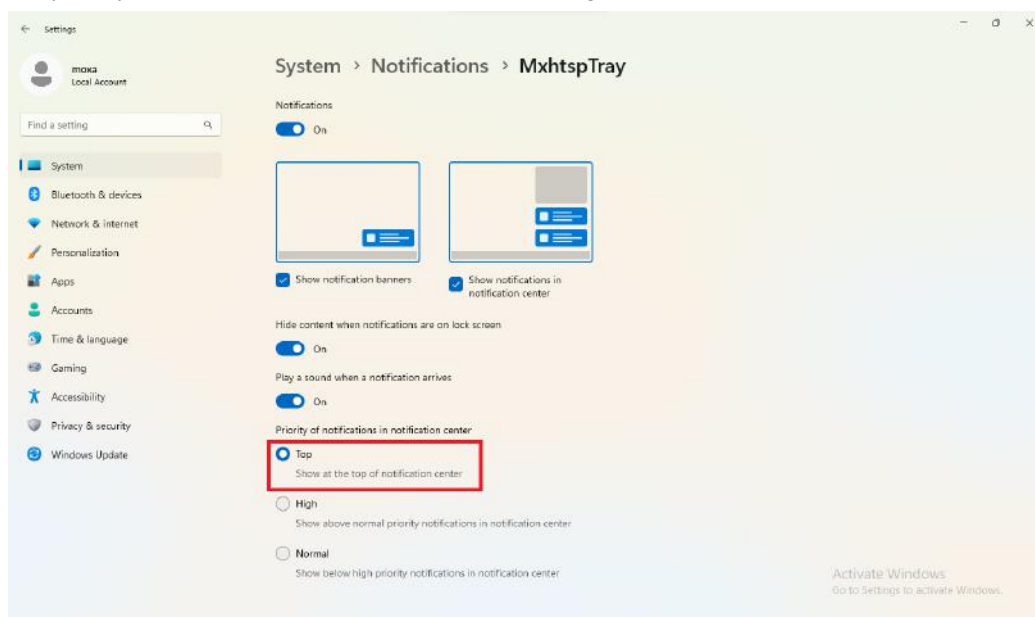 Settings
moxa
Local Account
Find a setting
System
Bluetooth & devices
Network & internet
Personalization
Apps
Accounts
Time & language
Gaming
Accessibility
Privacy & security
Windows Update
System > Notifications > MxhtspTray
Notifications
On
Show notification banners
Show notifications in
notification center
Hide content when notifications are on lock screen
On
Play a sound when a notification arrives
On
Priority of notifications in notification center
Top
Show at the top of notification center
High
Show above normal priority notifications in notification center
Normal
Show below high priority notifications in notification center
Activate Windows
Go to Settings to activate Windows.